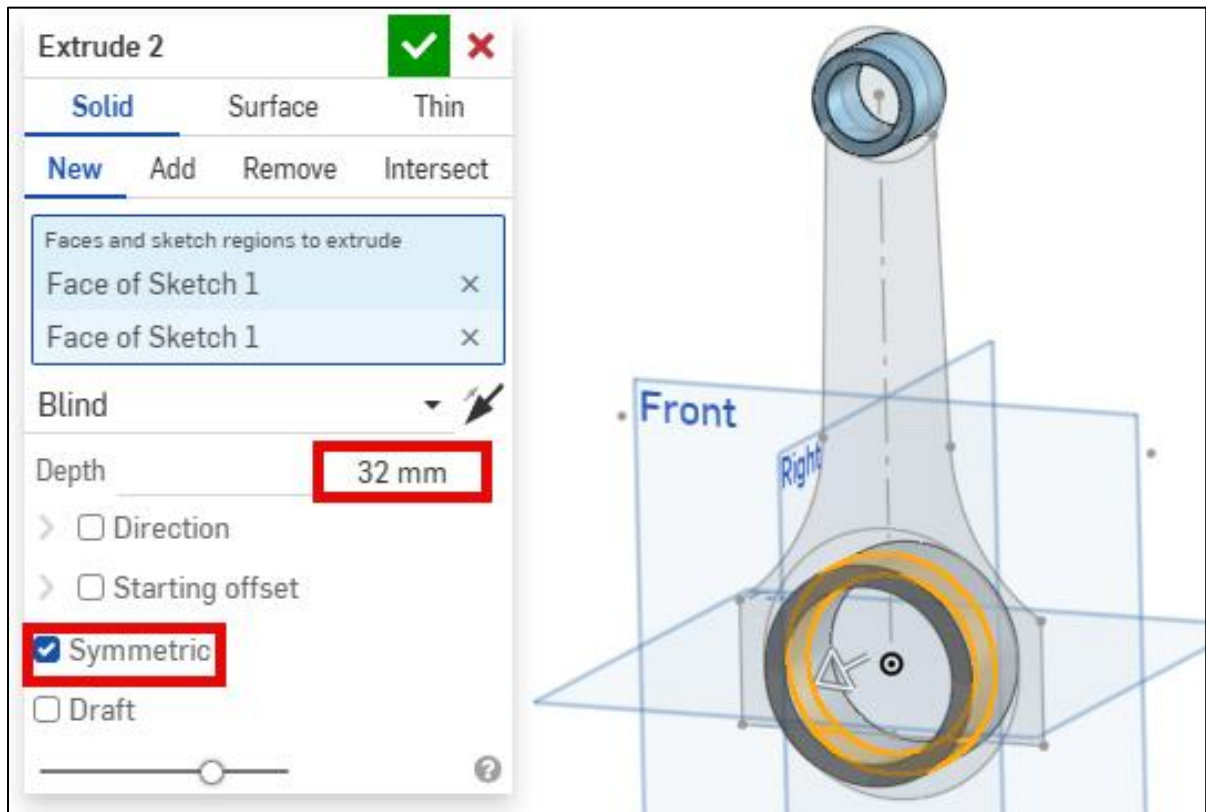 Extrude 2
Solid Surface Thin
New Add Remove Intersect
Faces and sketch regions to extrude
Face of Sketch 1
Face of Sketch 1
Blind
Depth 32 mm
Direction
Starting offset
Symmetric
Draft
Front
Right